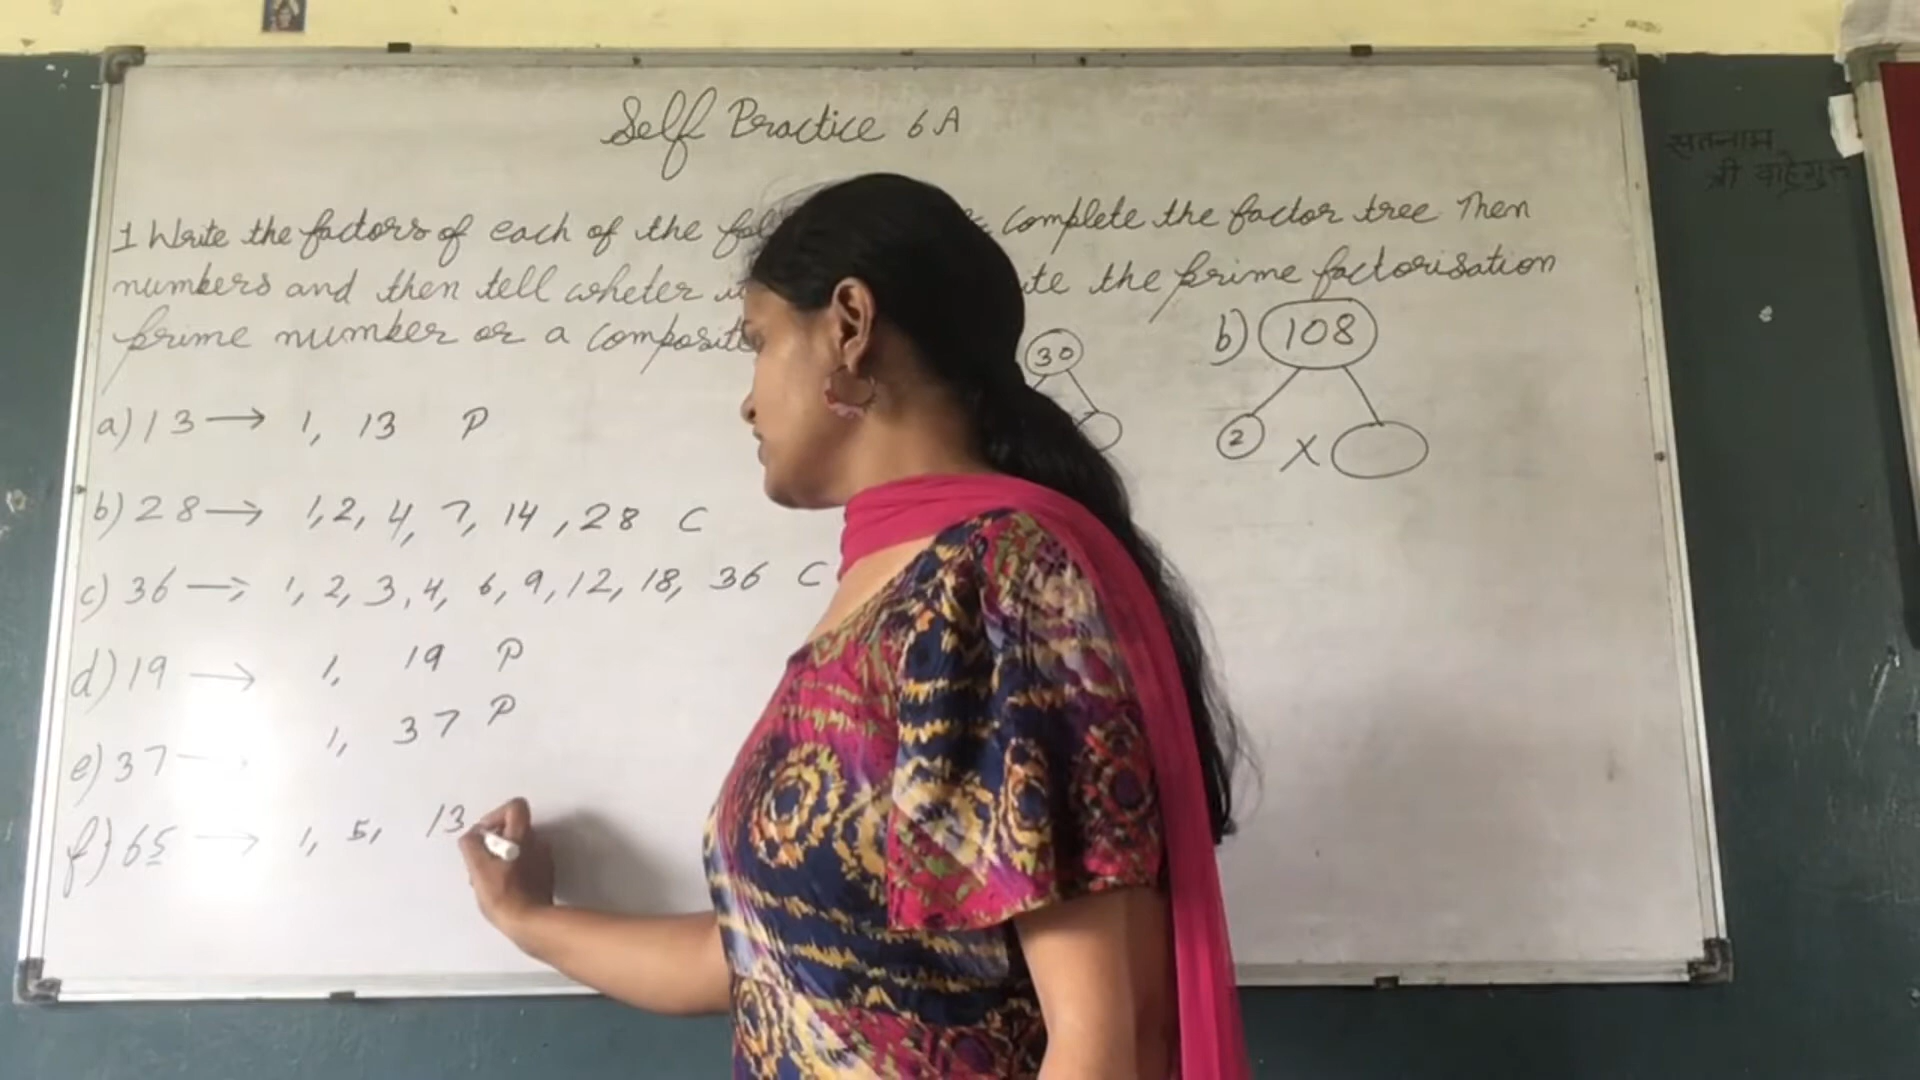 Self Practice 6A
1 Write the factors of each of the
numbers and then tell wheter
prime number or a composite
a) 13 → 1, 13 P
b) 28 → 1, 2, 4, 7, 14, 28 C
c) 36 → 1, 2, 3, 4, 6, 9, 12, 18, 36 C
d) 19 → 1, 19 P
e) 37 → 1, 37 P
f) 65 → 1, 5, 13
complete the factor tree Then
the prime factorisation
30
b) 108
2 X
सतनाम
श्री वाहेगुरु